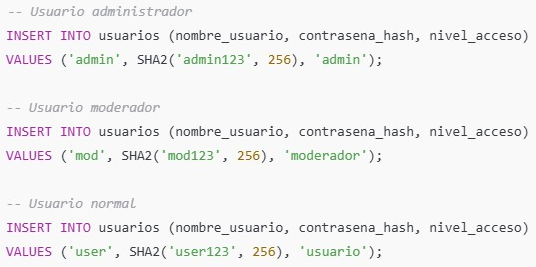 -- Usuario administrador
INSERT INTO usuarios (nombre_usuario, contrasena_hash, nivel_acceso)
VALUES ('admin', SHA2('admin123', 256), 'admin');
-- Usuario moderador
INSERT INTO usuarios (nombre_usuario, contrasena_hash, nivel_acceso)
VALUES ('mod', SHA2('mod123', 256), 'moderador');
-- Usuario normal
INSERT INTO usuarios (nombre_usuario, contrasena_hash, nivel_acceso)
VALUES ('user', SHA2('user123', 256), 'usuario');